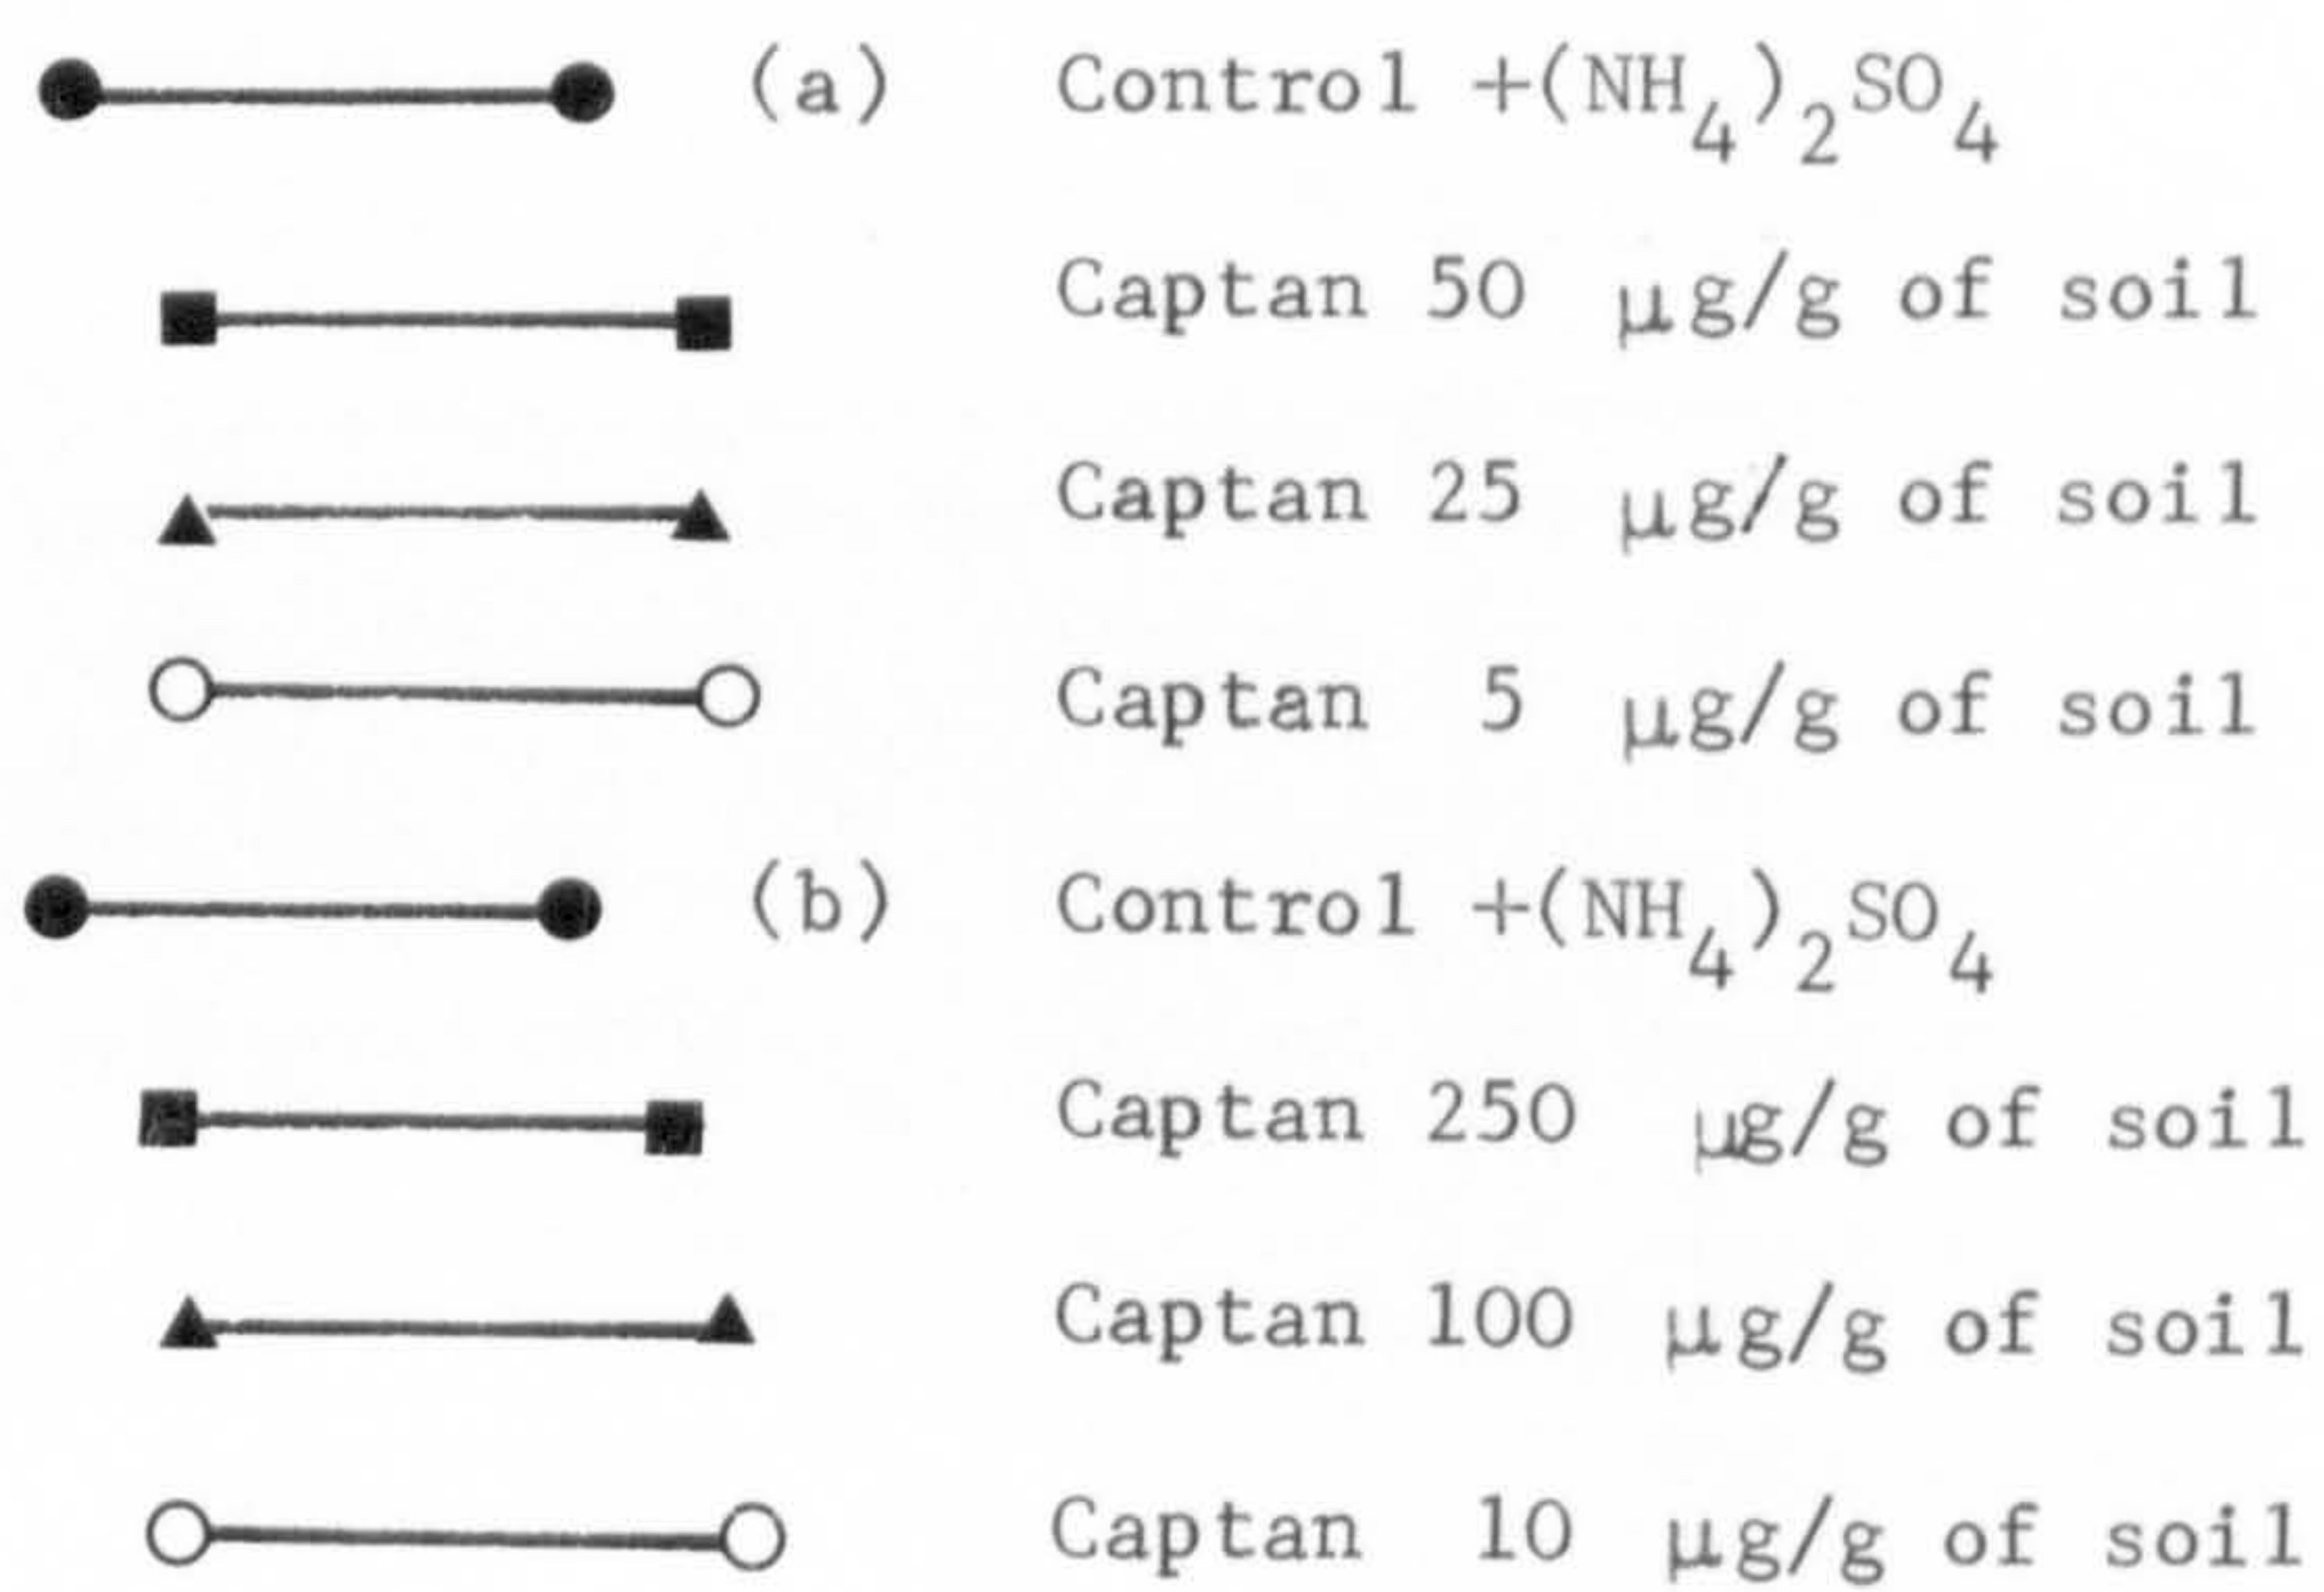 (a) Control +(NH4)2SO4
Captan 50 μg/g of soil
Captan 25 μg/g of soil
Captan 5 μg/g of soil
(b) Control +(NH4)2SO4
Captan 250 μg/g of soil
Captan 100 μg/g of soil
Captan 10 μg/g of soil